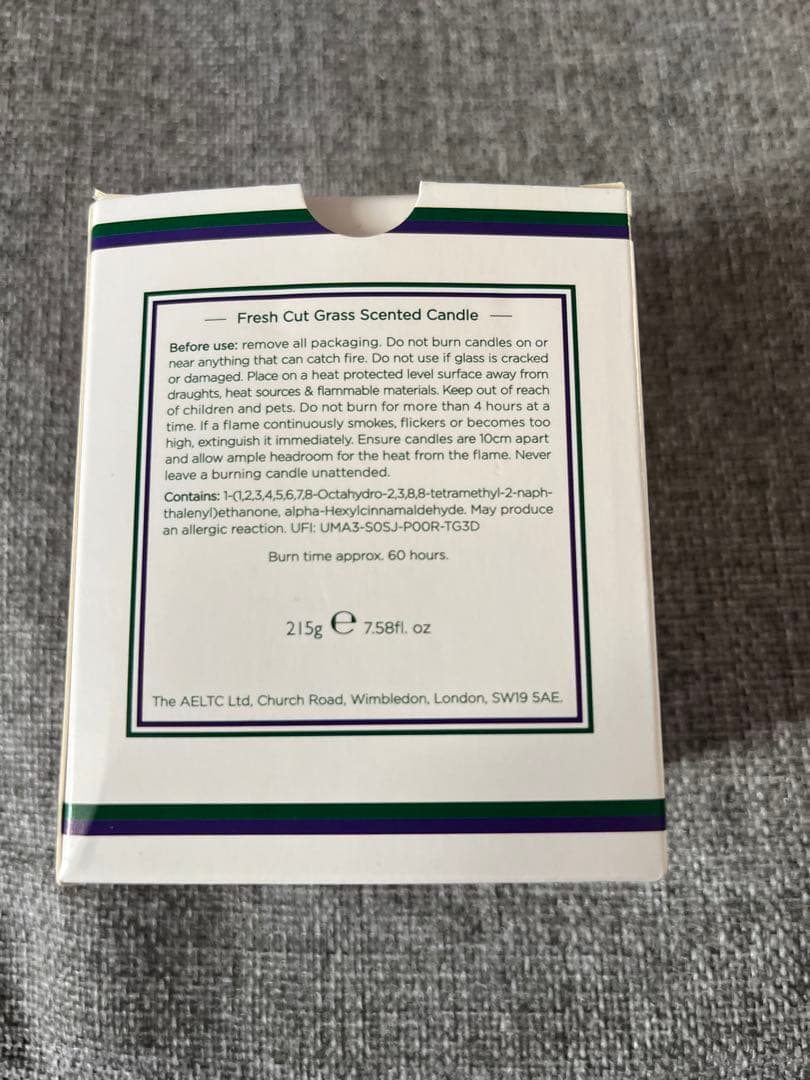 Fresh Cut Grass Scented Candle
Before use: remove all packaging. Do not burn candles on or
near anything that can catch fire. Do not use if glass is cracked
or damaged. Place on a heat protected level surface away from
draughts, heat sources & flammable materials. Keep out of reach
of children and pets. Do not burn for more than 4 hours at a
time. If a flame continuously smokes, flickers or becomes too
high, extinguish it immediately. Ensure candles are 10cm apart
and allow ample headroom for the heat from the flame. Never
leave a burning candle unattended.
Contains: 1-(1,2,3,4,5,6,7,8-Octahydro-2,3,8,8-tetramethyl-2-naph-
thalenyl)ethanone, alpha-Hexylcinnamaldehyde. May produce
an allergic reaction. UFI: UMA3-S0SJ-P00R-TG3D
Burn time approx. 60 hours.
215g ℮ 7.58fl. oz
The AELTC Ltd, Church Road, Wimbledon, London, SW19 5AE.